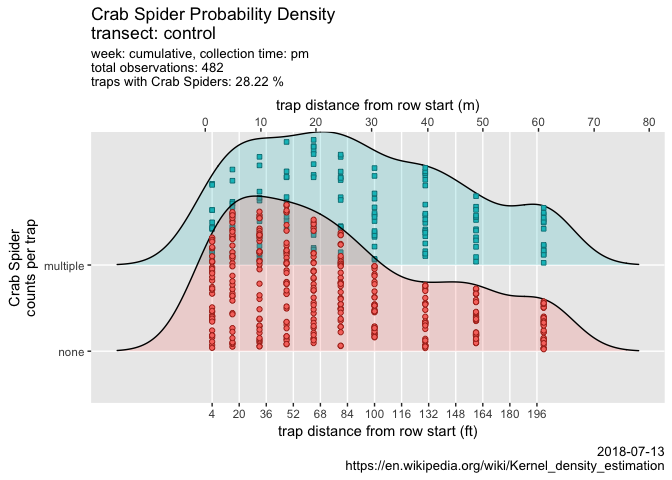 Crab Spider Probability Density
transect: control
week: cumulative, collection time: pm
total observations: 482
traps with Crab Spiders: 28.22 %
trap distance from row start (m)
0 10 20 30 40 50 60 70 80
Crab Spider
counts per trap
multiple
none
4 20 36 52 68 84 100 116 132 148 164 180 196
trap distance from row start (ft)
2018-07-13
https://en.wikipedia.org/wiki/Kernel_density_estimation